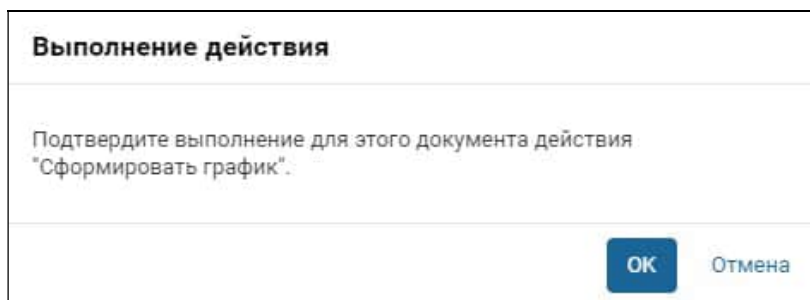 Выполнение действия
Подтвердите выполнение для этого документа действия
"Сформировать график".
ОК Отмена